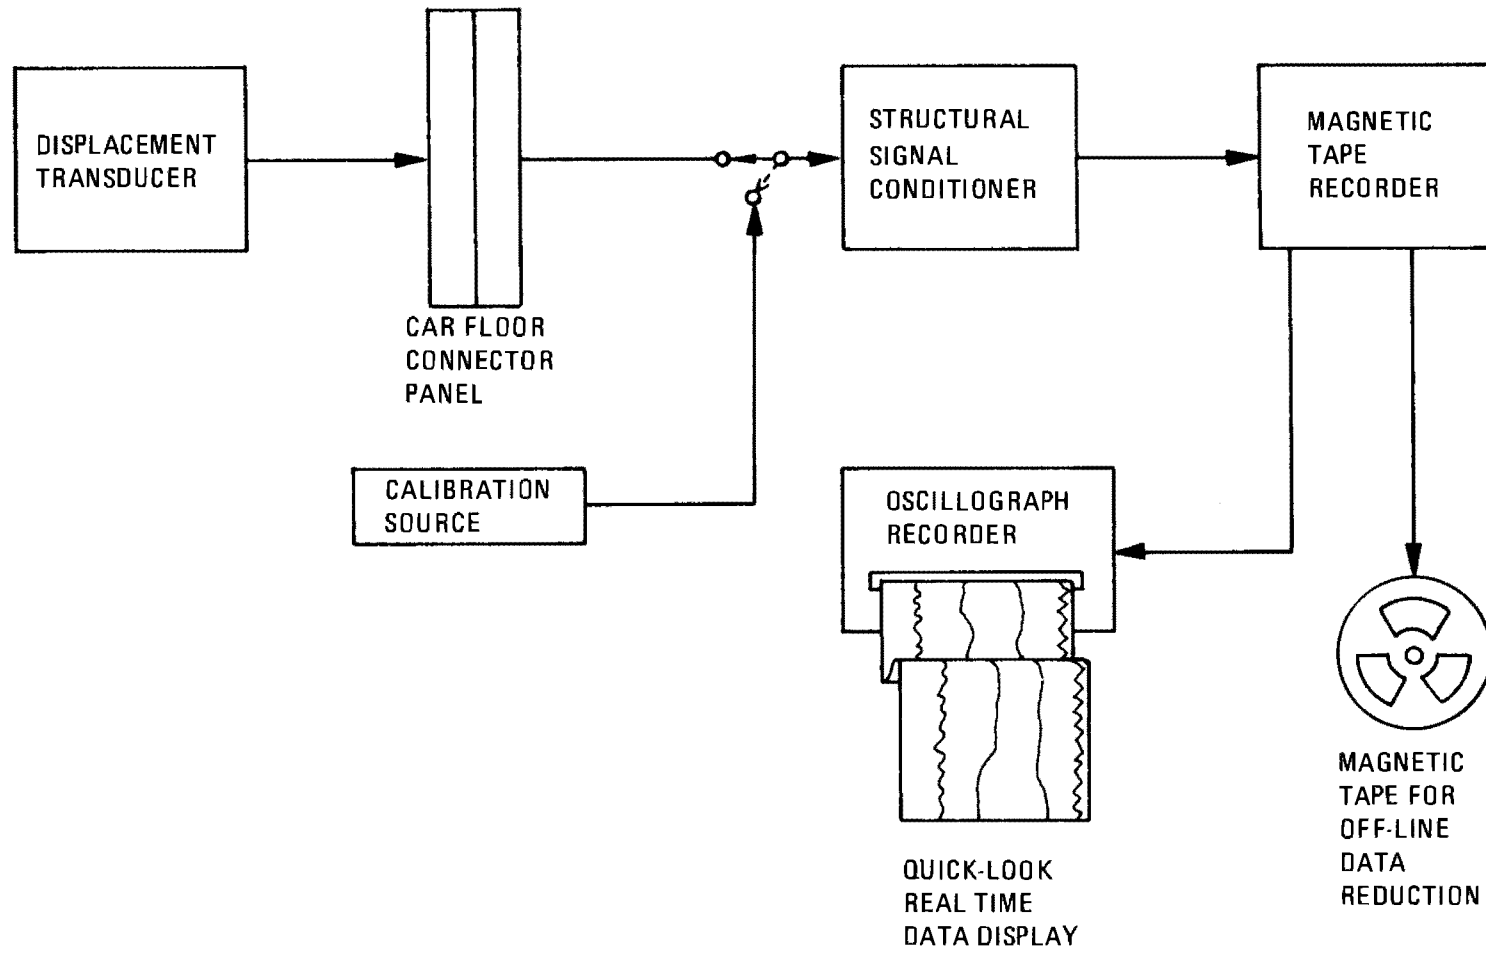 DISPLACEMENT
TRANSDUCER
CAR FLOOR
CONNECTOR
PANEL
STRUCTURAL
SIGNAL
CONDITIONER
MAGNETIC
TAPE
RECORDER
CALIBRATION
SOURCE
OSCILLOGRAPH
RECORDER
QUICK-LOOK
REAL TIME
DATA DISPLAY
MAGNETIC
TAPE FOR
OFF-LINE
DATA
REDUCTION